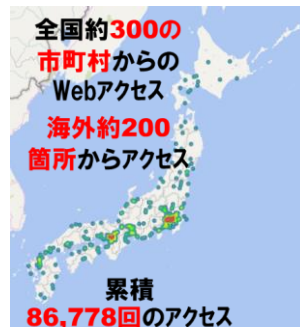 全国約300の
市町村からの
Webアクセス
海外約200
箇所からアクセス
累積
86,778回のアクセス